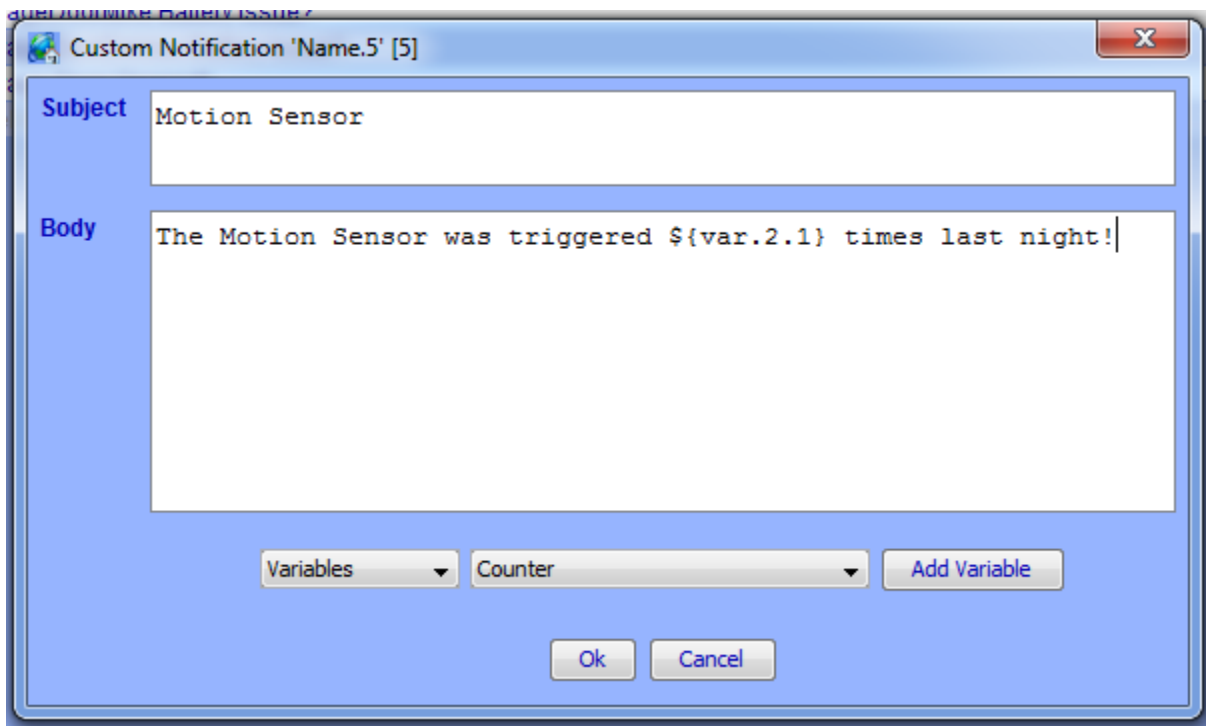 Custom Notification 'Name.5' [5]
Subject
Motion Sensor
Body
The Motion Sensor was triggered ${var.2.1} times last night!
Variables Counter Add Variable
Ok Cancel